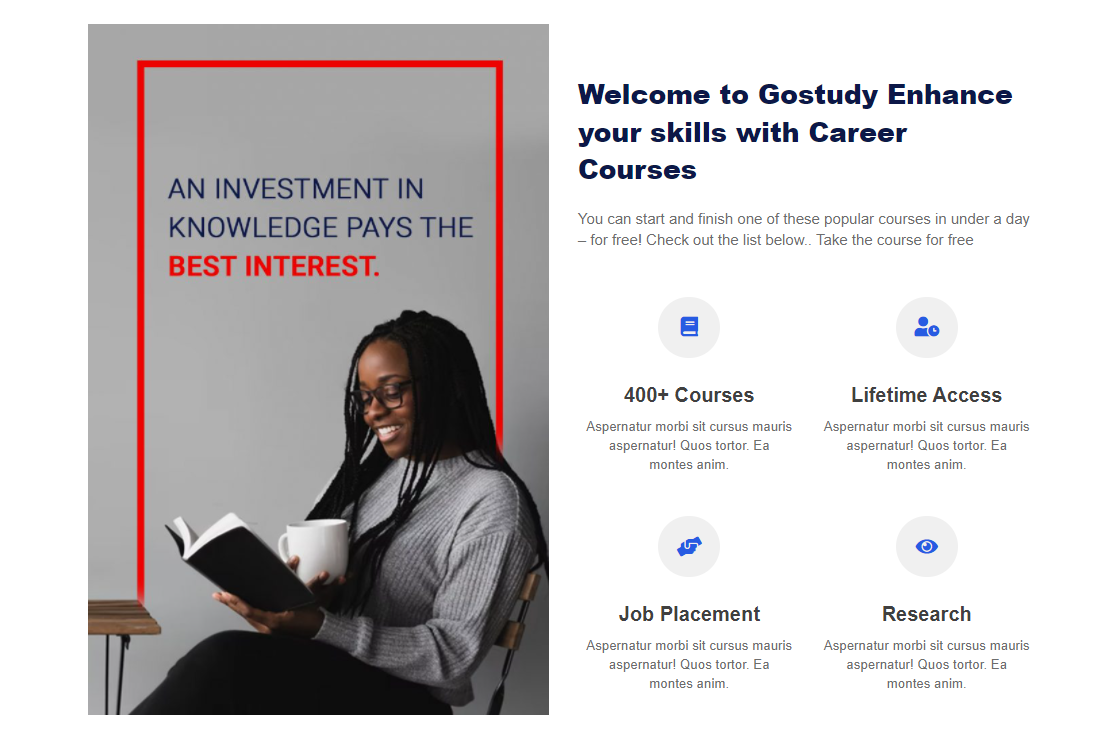 AN INVESTMENT IN
KNOWLEDGE PAYS THE
BEST INTEREST.
Welcome to Gostudy Enhance
your skills with Career
Courses
You can start and finish one of these popular courses in under a day
– for free! Check out the list below.. Take the course for free
400+ Courses
Aspernatur morbi sit cursus mauris
aspernatur! Quos tortor. Ea
montes anim.
Lifetime Access
Aspernatur morbi sit cursus mauris
aspernatur! Quos tortor. Ea
montes anim.
Job Placement
Aspernatur morbi sit cursus mauris
aspernatur! Quos tortor. Ea
montes anim.
Research
Aspernatur morbi sit cursus mauris
aspernatur! Quos tortor. Ea
montes anim.